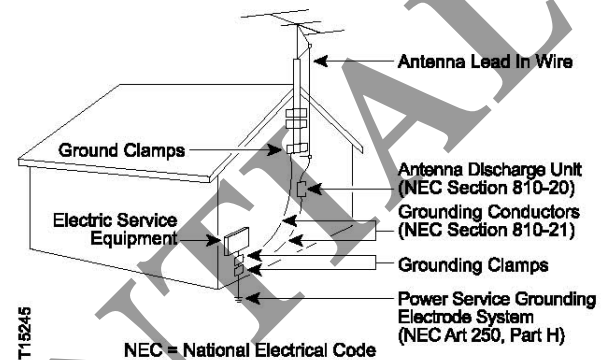 Antenna Lead In Wire
Ground Clamps
Antenna Discharge Unit
(NEC Section 810-20)
Grounding Conductors
(NEC Section 810-21)
Electric Service
Equipment
Grounding Clamps
Power Service Grounding
Electrode System
(NEC Art 250, Part H)
T15245
NEC = National Electrical Code
NTIAL